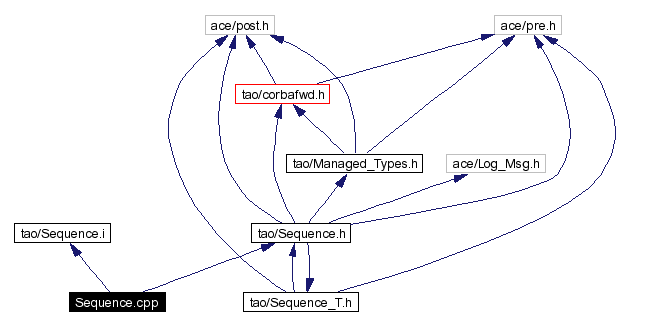 ace/post.h
ace/pre.h
tao/corbafwd.h
tao/Managed_Types.h
ace/Log_Msg.h
tao/Sequence.i
tao/Sequence.h
Sequence.cpp
tao/Sequence_T.h